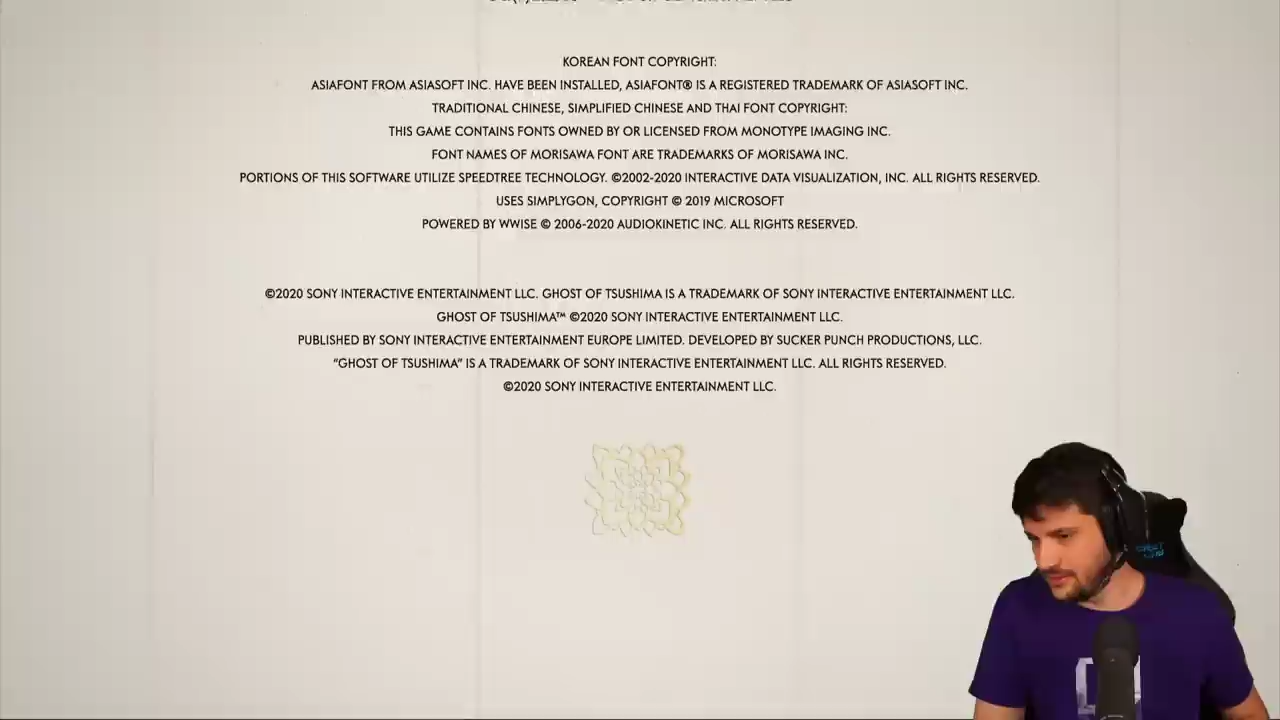 KOREAN FONT COPYRIGHT:
ASIAFONT FROM ASIASOFT INC. HAVE BEEN INSTALLED, ASIAFONT® IS A REGISTERED TRADEMARK OF ASIASOFT INC.
TRADITIONAL CHINESE, SIMPLIFIED CHINESE AND THAI FONT COPYRIGHT:
THIS GAME CONTAINS FONTS OWNED BY OR LICENSED FROM MONOTYPE IMAGING INC.
FONT NAMES OF MORISAWA FONT ARE TRADEMARKS OF MORISAWA INC.
PORTIONS OF THIS SOFTWARE UTILIZE SPEEDTREE TECHNOLOGY. ©2002-2020 INTERACTIVE DATA VISUALIZATION, INC. ALL RIGHTS RESERVED.
USES SIMPLYGON, COPYRIGHT © 2019 MICROSOFT
POWERED BY WWISE © 2006-2020 AUDIOKINETIC INC. ALL RIGHTS RESERVED.
©2020 SONY INTERACTIVE ENTERTAINMENT LLC. GHOST OF TSUSHIMA IS A TRADEMARK OF SONY INTERACTIVE ENTERTAINMENT LLC.
GHOST OF TSUSHIMA™ ©2020 SONY INTERACTIVE ENTERTAINMENT LLC.
PUBLISHED BY SONY INTERACTIVE ENTERTAINMENT EUROPE LIMITED. DEVELOPED BY SUCKER PUNCH PRODUCTIONS, LLC.
“GHOST OF TSUSHIMA” IS A TRADEMARK OF SONY INTERACTIVE ENTERTAINMENT LLC. ALL RIGHTS RESERVED.
©2020 SONY INTERACTIVE ENTERTAINMENT LLC.